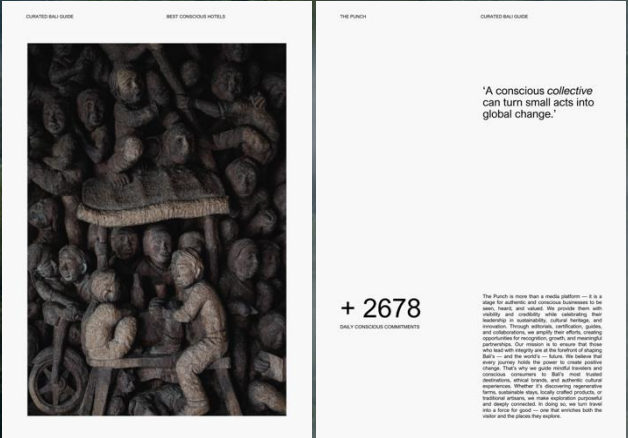 CURATED BALI GUIDE
BEST CONSCIOUS HOTELS
THE PUNCH
CURATED BALI GUIDE
‘A conscious collective
can turn small acts into
global change.’
+ 2678
DAILY CONSCIOUS COMMITMENTS
The Punch is more than a media platform — it is a
stage for authentic and conscious businesses to be
seen, heard, and valued. We provide them with
visibility and credibility while celebrating their
leadership in sustainability, cultural heritage, and
innovation. Through editorials, certification, guides,
and collaborations, we amplify their efforts, creating
opportunities for recognition, growth, and meaningful
partnerships. Our mission is to ensure that those
who lead with integrity are at the forefront of shaping
Bali’s — and the world’s — future. We believe that
every journey holds the power to create positive
change. That’s why we guide mindful travelers and
conscious consumers to Bali’s most trusted
destinations, ethical brands, and authentic cultural
experiences. Whether it’s discovering regenerative
farms, sustainable stays, locally crafted products, or
traditional artisans, we make exploration purposeful
and deeply connected. In doing so, we turn travel
into a force for good — one that enriches both the
visitor and the places they explore.